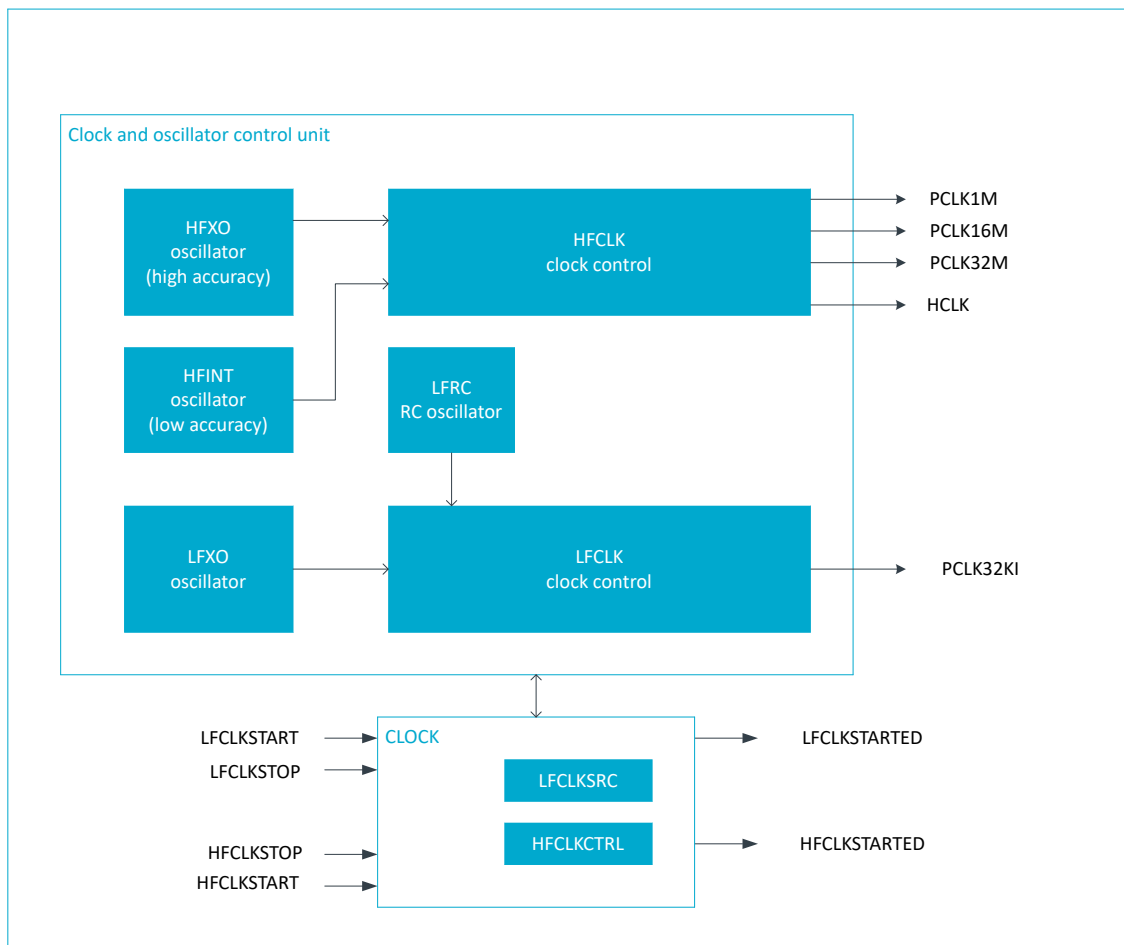 Clock and oscillator control unit
HFXO
oscillator
(high accuracy)
HFCLK
clock control
PCLK1M
PCLK16M
PCLK32M
HCLK
HFINT
oscillator
(low accuracy)
LFRC
RC oscillator
LFXO
oscillator
LFCLK
clock control
PCLK32KI
CLOCK
LFCLKSTART
LFCLKSTOP
HFCLKSTOP
HFCLKSTART
LFCLKSRC
HFCLKCTRL
LFCLKSTARTED
HFCLKSTARTED